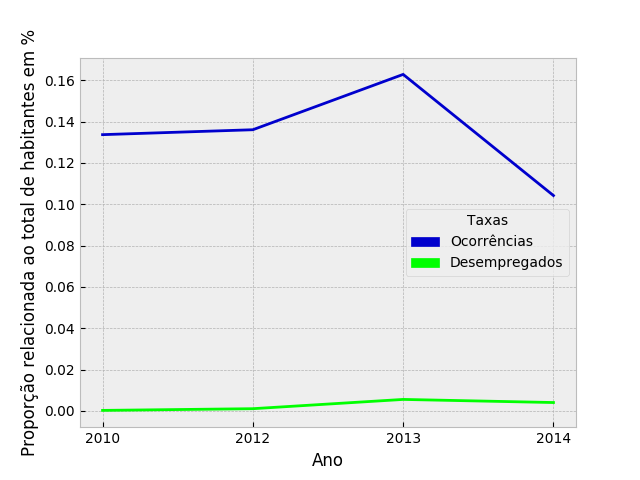 Proporção relacionada ao total de habitantes em %
0.16
0.14
0.12
0.10
0.08
0.06
0.04
0.02
0.00
Taxas
Ocorrências
Desempregados
2010
2012
2013
2014
Ano